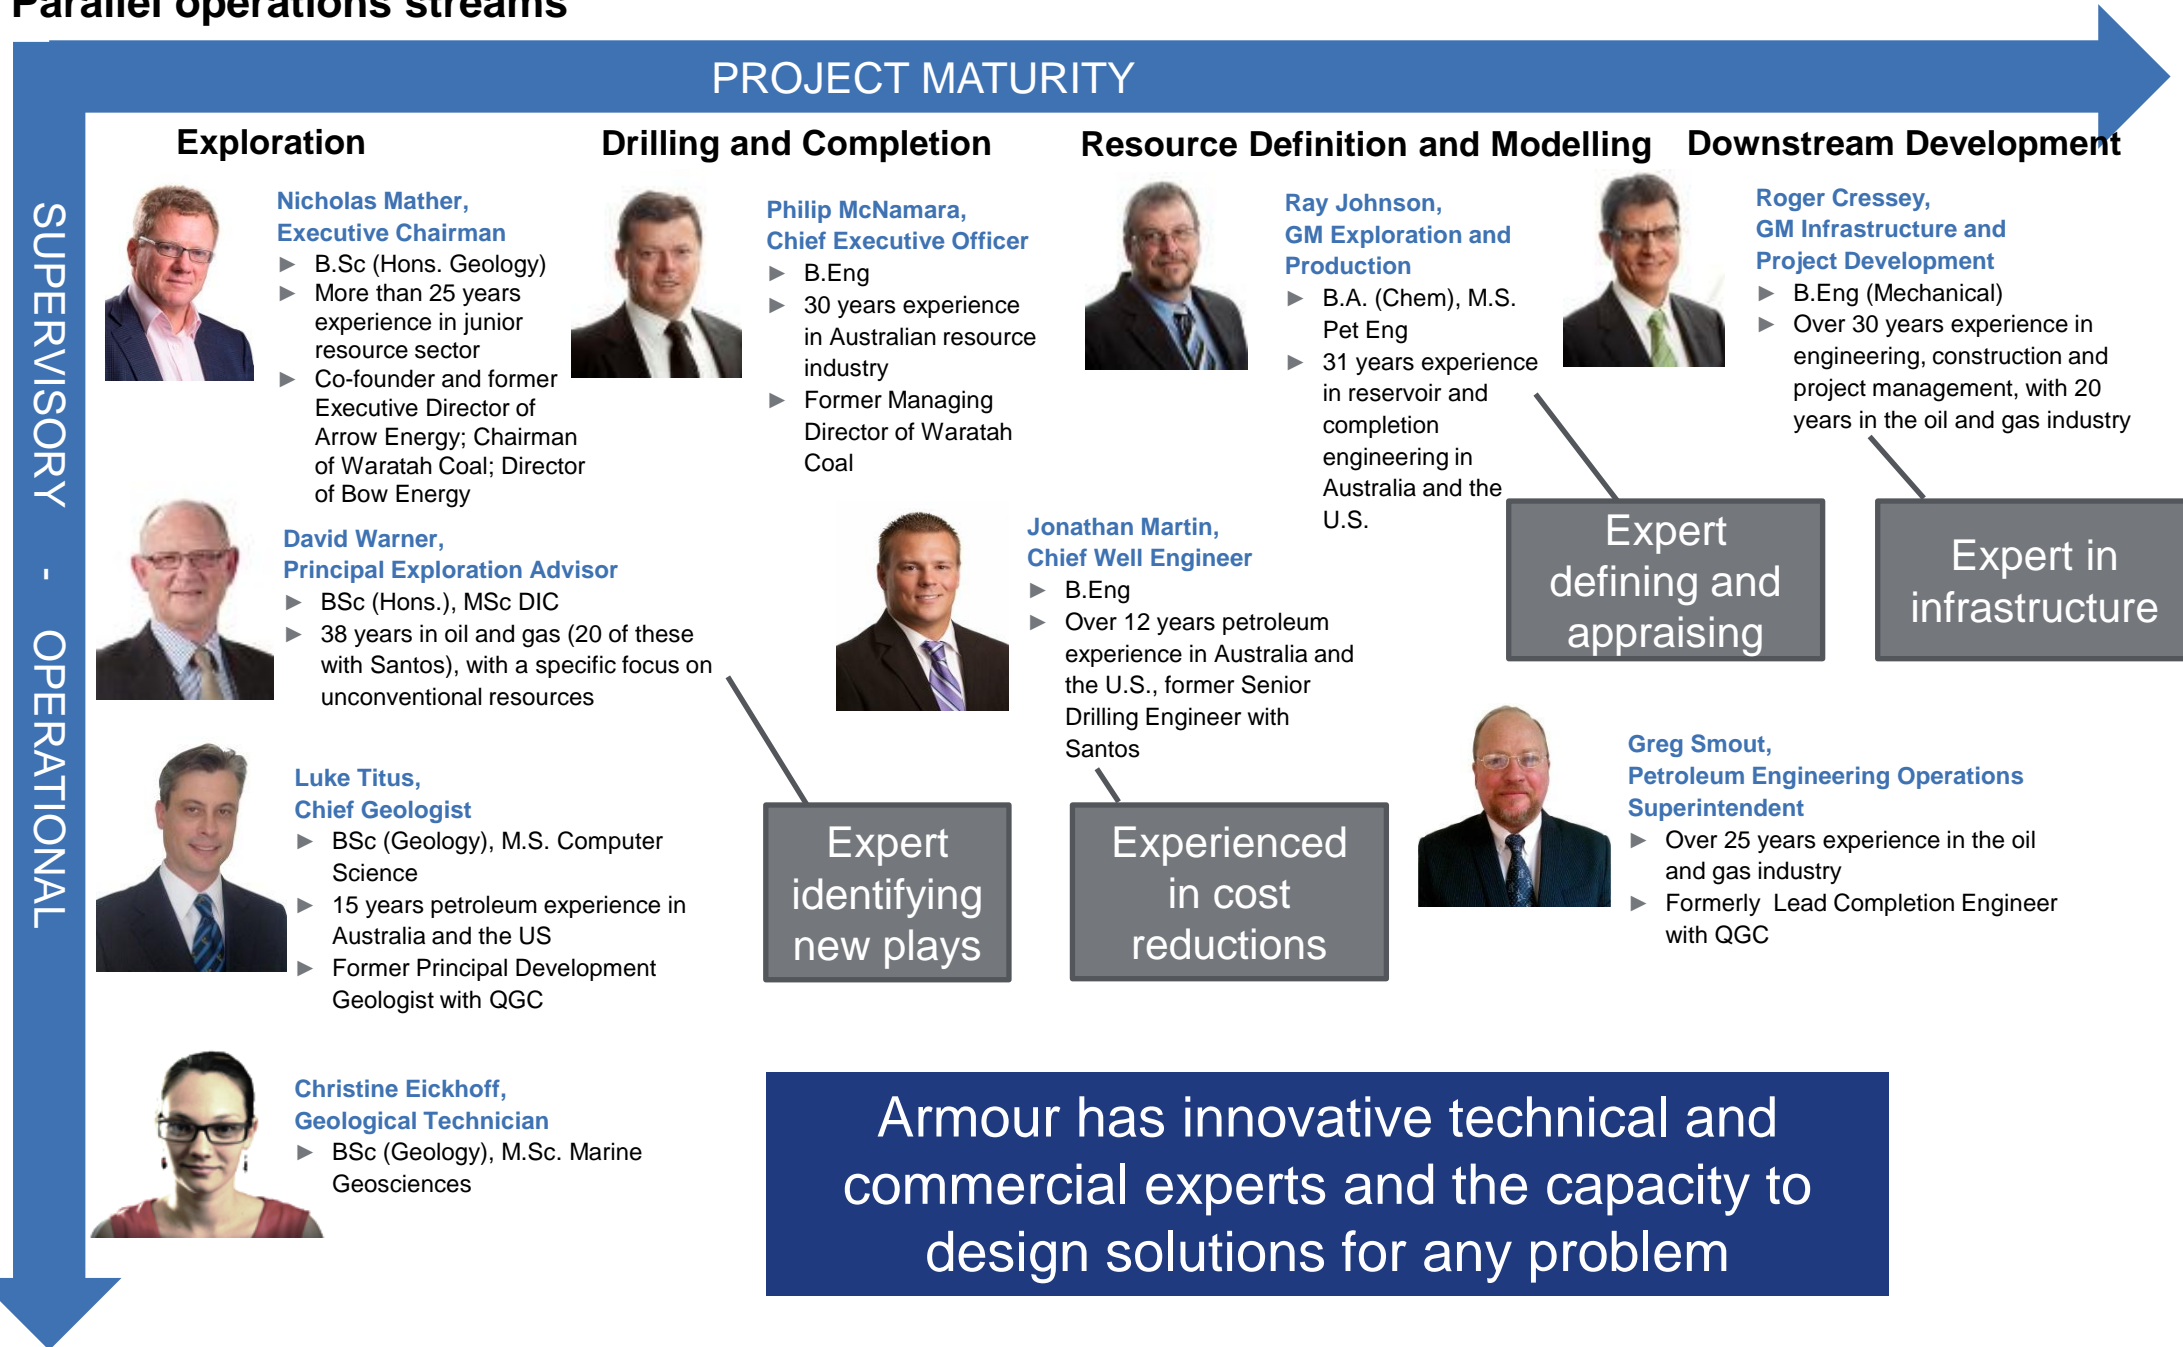 Parallel operations streams
PROJECT MATURITY
SUPERVISORY - OPERATIONAL
Exploration
Nicholas Mather,
Executive Chairman
► B.Sc (Hons. Geology)
► More than 25 years
experience in junior
resource sector
► Co-founder and former
Executive Director of
Arrow Energy; Chairman
of Waratah Coal; Director
of Bow Energy
David Warner,
Principal Exploration Advisor
► BSc (Hons.), MSc DIC
► 38 years in oil and gas (20 of these
with Santos), with a specific focus on
unconventional resources
Luke Titus,
Chief Geologist
► BSc (Geology), M.S. Computer
Science
► 15 years petroleum experience in
Australia and the US
► Former Principal Development
Geologist with QGC
Christine Eickhoff,
Geological Technician
► BSc (Geology), M.Sc. Marine
Geosciences
Drilling and Completion
Philip McNamara,
Chief Executive Officer
► B.Eng
► 30 years experience
in Australian resource
industry
► Former Managing
Director of Waratah
Coal
Jonathan Martin,
Chief Well Engineer
► B.Eng
► Over 12 years petroleum
experience in Australia and
the U.S., former Senior
Drilling Engineer with
Santos
Expert
identifying
new plays
Experienced
in cost
reductions
Resource Definition and Modelling
Ray Johnson,
GM Exploration and
Production
► B.A. (Chem), M.S.
Pet Eng
► 31 years experience
in reservoir and
completion
engineering in
Australia and the
U.S.
Expert
defining and
appraising
Downstream Development
Roger Cressey,
GM Infrastructure and
Project Development
► B.Eng (Mechanical)
► Over 30 years experience in
engineering, construction and
project management, with 20
years in the oil and gas industry
Expert in
infrastructure
Greg Smout,
Petroleum Engineering Operations
Superintendent
► Over 25 years experience in the oil
and gas industry
► Formerly Lead Completion Engineer
with QGC
Armour has innovative technical and
commercial experts and the capacity to
design solutions for any problem